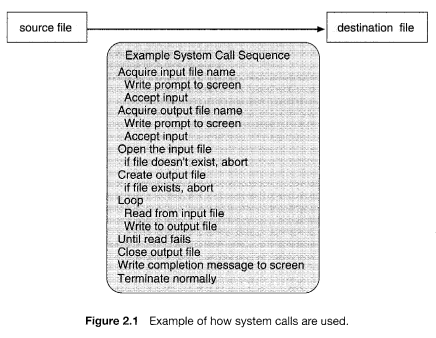 source file
destination file
Example System Call Sequence
Acquire input file name
Write prompt to screen
Accept input
Acquire output file name
Write prompt to screen
Accept input
Open the input file
if file doesn't exist, abort
Create output file
if file exists, abort
Loop
Read from input file
Write to output file
Until read fails
Close output file
Write completion message to screen
Terminate normally
Figure 2.1 Example of how system calls are used.